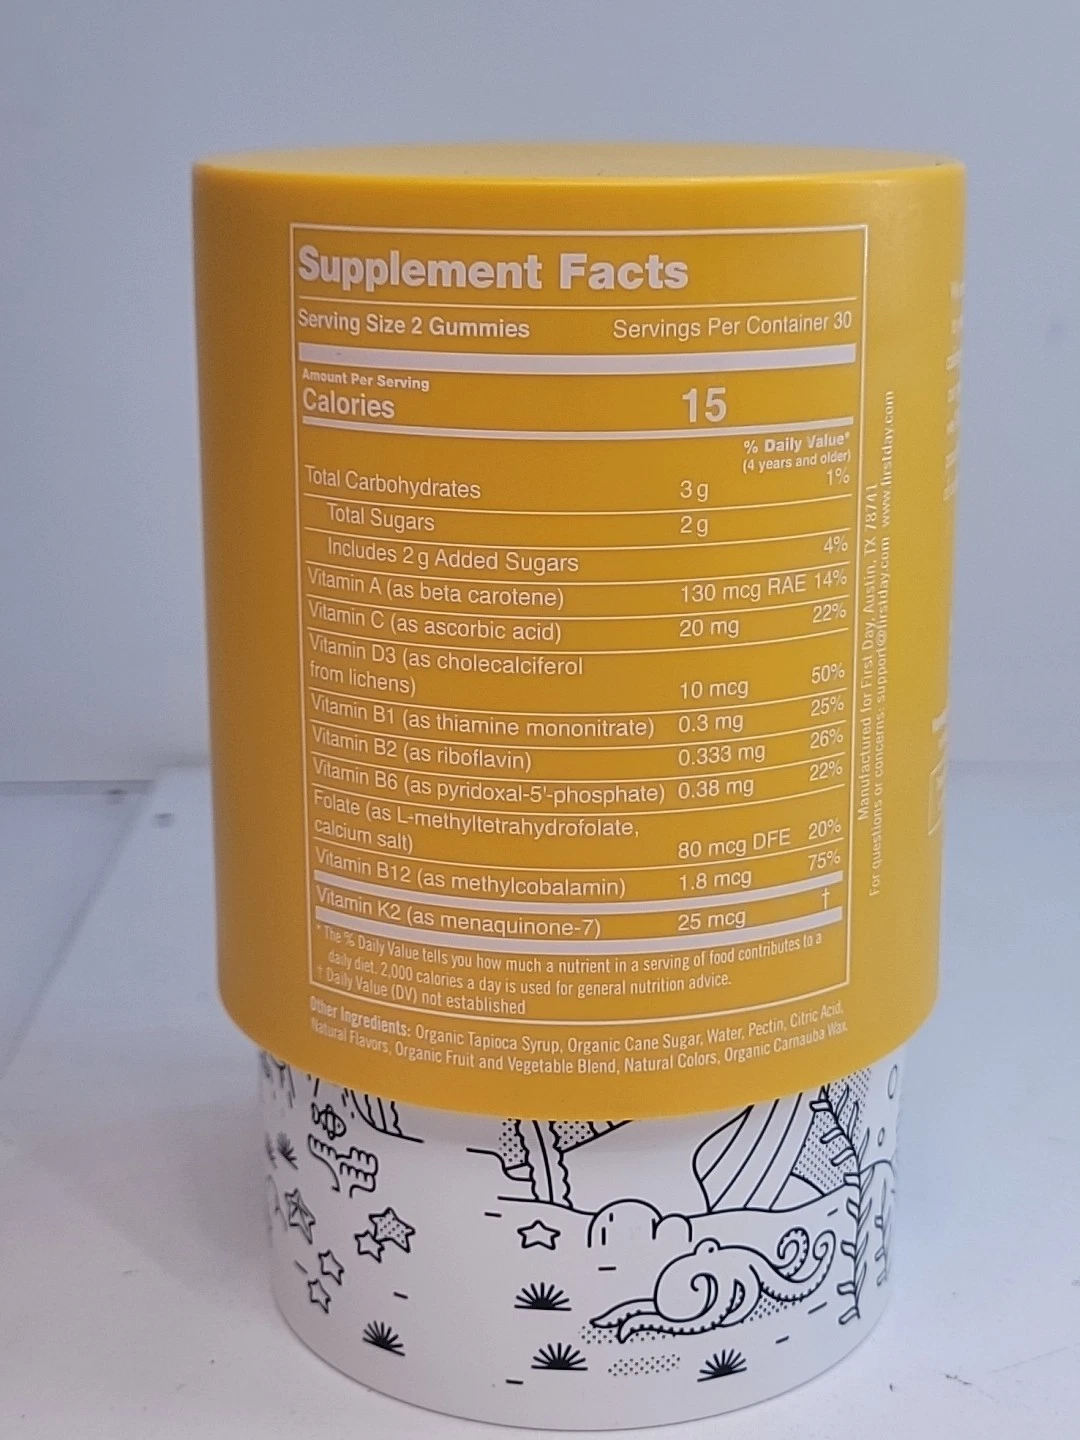 Supplement Facts
Serving Size 2 Gummies Servings Per Container 30
Amount Per Serving
Calories 15
% Daily Value*
(4 years and older)
Total Carbohydrates 3 g 1%
Total Sugars 2 g
Includes 2 g Added Sugars 4%
Vitamin A (as beta carotene) 130 mcg RAE 14%
Vitamin C (as ascorbic acid) 20 mg 22%
Vitamin D3 (as cholecalciferol
from lichens) 10 mcg 50%
Vitamin B1 (as thiamine mononitrate) 0.3 mg 25%
Vitamin B2 (as riboflavin) 0.333 mg 26%
Vitamin B6 (as pyridoxal-5'-phosphate) 0.38 mg 22%
Folate (as L-methyltetrahydrofolate,
calcium salt) 80 mcg DFE 20%
Vitamin B12 (as methylcobalamin) 1.8 mcg 75%
Vitamin K2 (as menaquinone-7) 25 mcg †
* The % Daily Value tells you how much a nutrient in a serving of food contributes to a
daily diet. 2,000 calories a day is used for general nutrition advice.
† Daily Value (DV) not established
Other Ingredients: Organic Tapioca Syrup, Organic Cane Sugar, Water, Pectin, Citric Acid,
Natural Flavors, Organic Fruit and Vegetable Blend, Natural Colors, Organic Carnauba Wax.
Manufactured for First Day, Austin, TX 78741
For questions or concerns: support@firstday.com www.firstday.com